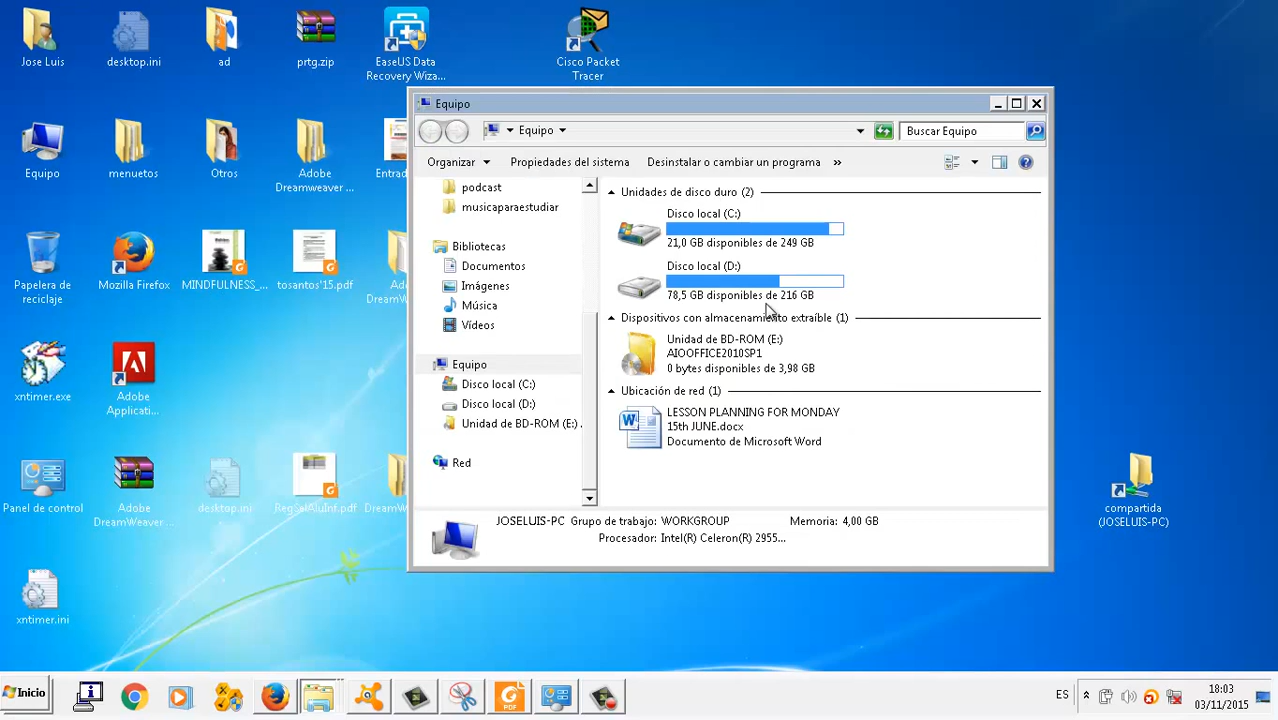 Jose Luis
desktop.ini
ad
prtg.zip
EaseUS Data
Recovery Wiza...
Cisco Packet
Tracer
Equipo
menuetos
Otros
Adobe
Dreamweaver ...
Entrad
Papelera de
reciclaje
Mozilla Firefox
MINDFULNESS_...
tosantos'15.pdf
Ad
DreamW
xntimer.exe
Adobe
Applicati...
Panel de control
Adobe
DreamWeaver ...
desktop.ini
RegSalAluInf.pdf
DreamW
xntimer.ini
compartida
(JOSELUIS-PC)
Equipo
Equipo
Buscar Equipo
Organizar
Propiedades del sistema
Desinstalar o cambiar un programa
»
podcast
musicaparaestudiar
Bibliotecas
Documentos
Imágenes
Música
Vídeos
Equipo
Disco local (C:)
Disco local (D:)
Unidad de BD-ROM (E:) .
Red
Unidades de disco duro (2)
Disco local (C:)
21,0 GB disponibles de 249 GB
Disco local (D:)
78,5 GB disponibles de 216 GB
Dispositivos con almacenamiento extraíble (1)
Unidad de BD-ROM (E:)
AIOOFFICE2010SP1
0 bytes disponibles de 3,98 GB
Ubicación de red (1)
LESSON PLANNING FOR MONDAY
15th JUNE.docx
Documento de Microsoft Word
JOSELUIS-PC Grupo de trabajo: WORKGROUP Memoria: 4,00 GB
Procesador: Intel(R) Celeron(R) 2955...
Inicio
PDF
ES
18:03
03/11/2015